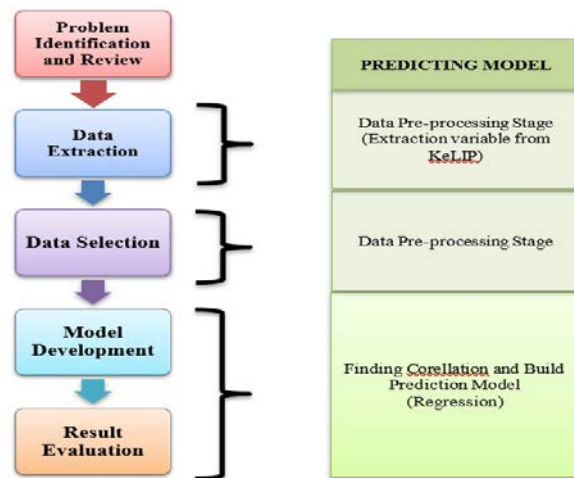 Problem
Identification
and Review
Data
Extraction
Data Selection
Model
Development
Result
Evaluation
PREDICTING MODEL
Data Pre-processing Stage
(Extraction variable from
KeLIP)
Data Pre-processing Stage
Finding Corellation and Build
Prediction Model
(Regression)